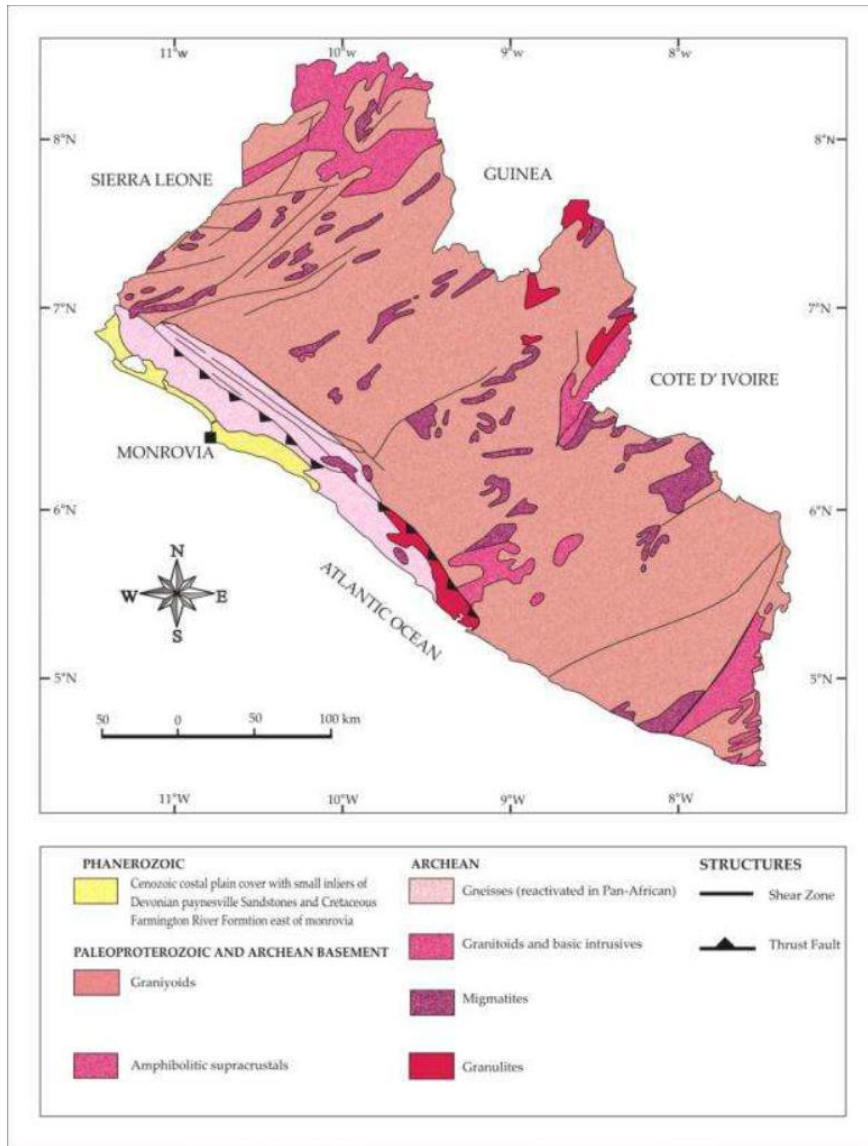 11°W 10°W 9°W 8°W
8°N 8°N
GUINEA
SIERRA LEONE
7°N 7°N
COTE D' IVOIRE
MONROVIA
6°N 6°N
N
W E
S
ATLANTIC OCEAN
5°N 5°N
50 0 50 100 km
11°W 10°W 9°W 8°W
PHANEROZOIC
Cenozoic costal plain cover with small inliers of
Devonian paynesville Sandstones and Cretaceous
Farmington River Formtion east of monrovia
PALEOPROTEROZOIC AND ARCHEAN BASEMENT
Graniyoids
Amphibolitic supracrustals
ARCHEAN
Gneisses (reactivated in Pan-African)
Granitoids and basic intrusives
Migmatites
Granulites
STRUCTURES
Shear Zone
Thrust Fault